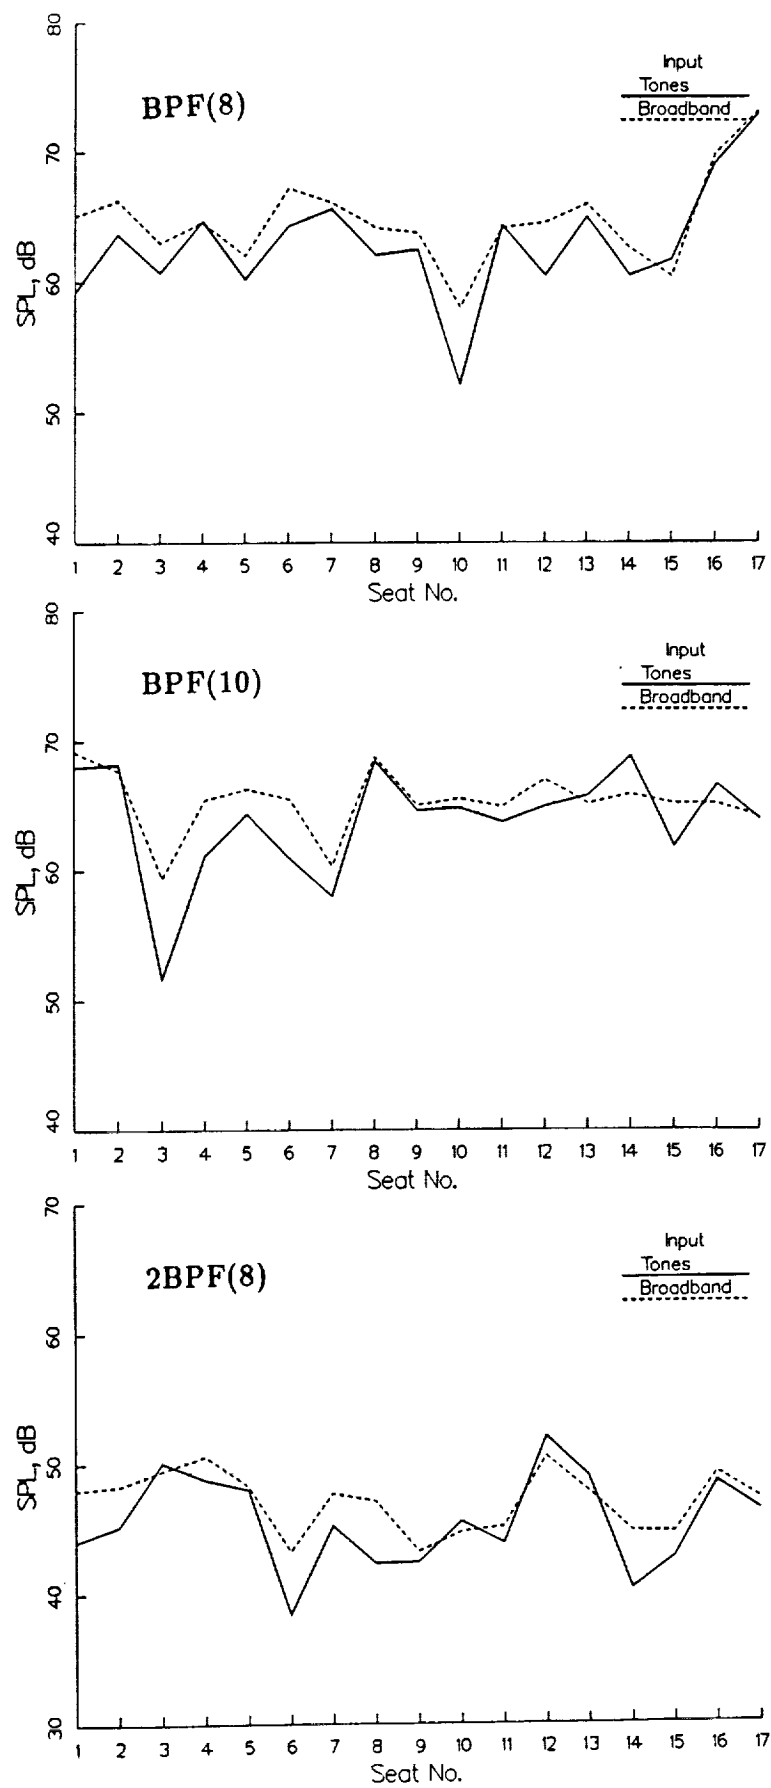 80
BPF(8)
Input
Tones
Broadband
70
SPL, dB
60
50
40
1 2 3 4 5 6 7 8 9 10 11 12 13 14 15 16 17
Seat No.
80
BPF(10)
Input
Tones
Broadband
70
SPL, dB
60
50
40
1 2 3 4 5 6 7 8 9 10 11 12 13 14 15 16 17
Seat No.
70
2BPF(8)
Input
Tones
Broadband
60
SPL, dB
50
40
30
1 2 3 4 5 6 7 8 9 10 11 12 13 14 15 16 17
Seat No.